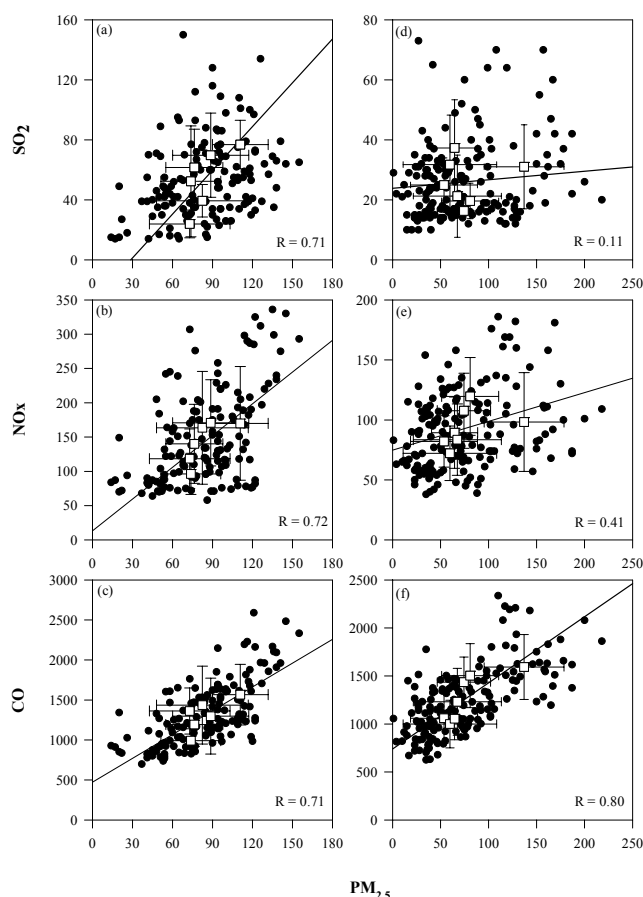 (a)
SO2
160
120
80
40
0
R = 0.71
0 30 60 90 120 150 180
(d)
80
60
40
20
0
R = 0.11
0 50 100 150 200 250
(b)
NOx
350
300
250
200
150
100
50
0
R = 0.72
0 30 60 90 120 150 180
(e)
200
150
100
50
0
R = 0.41
0 50 100 150 200 250
(c)
CO
3000
2500
2000
1500
1000
500
0
R = 0.71
0 30 60 90 120 150 180
(f)
2500
2000
1500
1000
500
0
R = 0.80
0 50 100 150 200 250
PM2.5